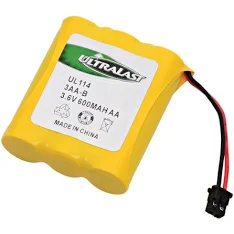 ULTRALAST
UL114
3AA-B
3.6V 600MAH AA
MADE IN CHINA